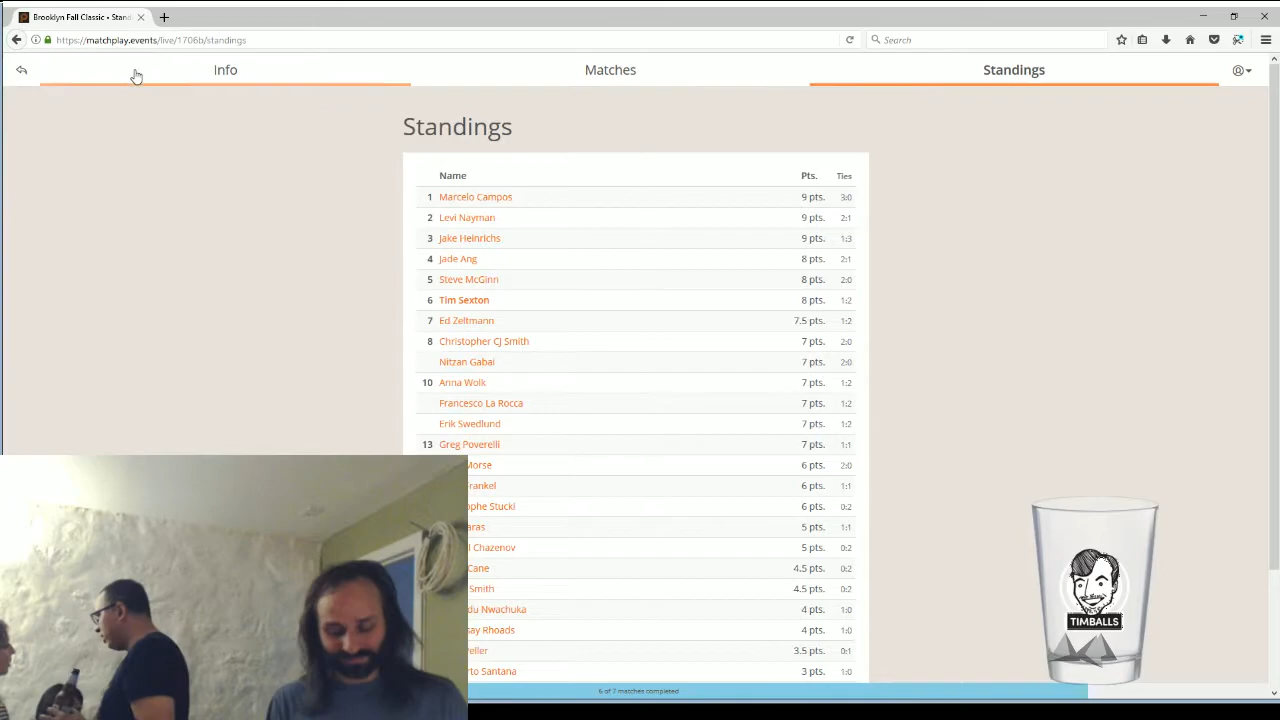 Brooklyn Fall Classic • Stand
https://matchplay.events/live/1706b/standings
Search
Info
Matches
Standings
Standings
Name Pts. Ties
1 Marcelo Campos 9 pts. 3:0
2 Levi Nayman 9 pts. 2:1
3 Jake Heinrichs 9 pts. 1:3
4 Jade Ang 8 pts. 2:1
5 Steve McGinn 8 pts. 2:0
6 Tim Sexton 8 pts. 1:2
7 Ed Zeltmann 7.5 pts. 1:2
8 Christopher CJ Smith 7 pts. 2:0
Nitzan Gabai 7 pts. 2:0
10 Anna Wolk 7 pts. 1:2
Francesco La Rocca 7 pts. 1:2
Erik Swedlund 7 pts. 1:2
13 Greg Poverelli 7 pts. 1:1
Morse 6 pts. 2:0
rankel 6 pts. 1:1
ophe Stucki 6 pts. 0:2
aras 5 pts. 1:1
l Chazenov 5 pts. 0:2
Cane 4.5 pts. 0:2
Smith 4.5 pts. 0:2
du Nwachuka 4 pts. 1:0
say Rhoads 4 pts. 1:0
eller 3.5 pts. 0:1
rto Santana 3 pts. 1:0
6 of 7 matches completed
TIMBALLS